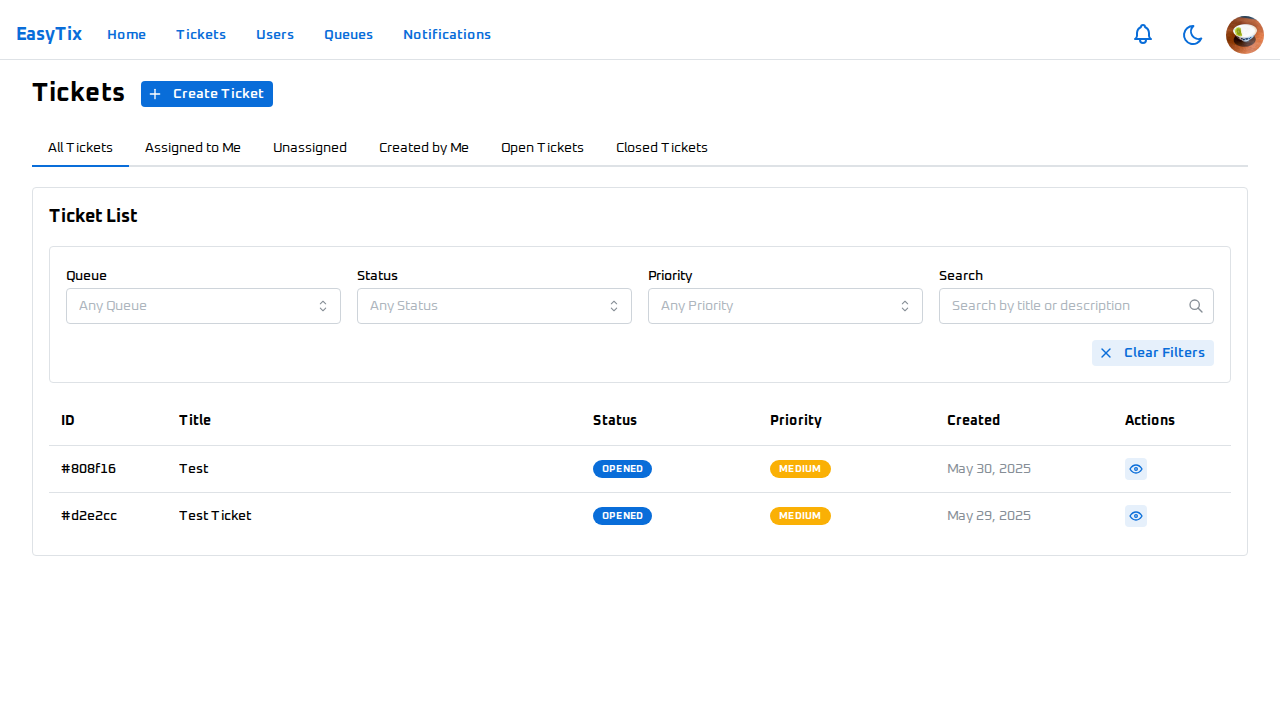 EasyTix Home Tickets Users Queues Notifications
Tickets Create Ticket
All Tickets Assigned to Me Unassigned Created by Me Open Tickets Closed Tickets
Ticket List
Queue Status Priority Search
Any Queue Any Status Any Priority Search by title or description
Clear Filters
ID Title Status Priority Created Actions
#808f16 Test OPENED MEDIUM May 30, 2025
#d2e2cc Test Ticket OPENED MEDIUM May 29, 2025